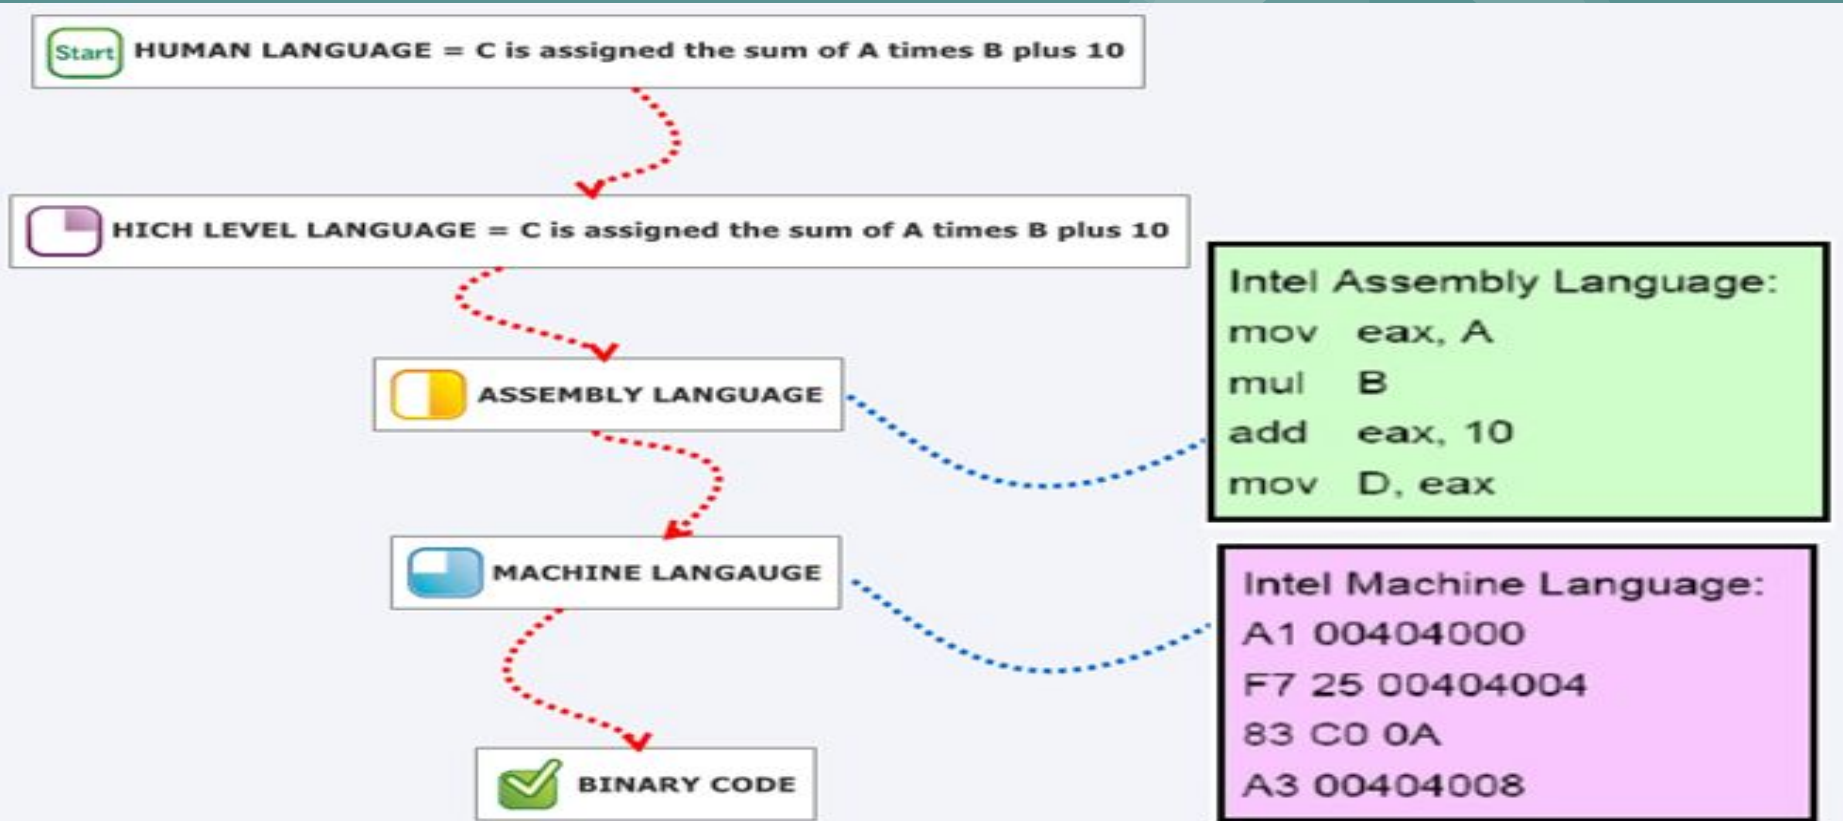 Start HUMAN LANGUAGE = C is assigned the sum of A times B plus 10
HICH LEVEL LANGUAGE = C is assigned the sum of A times B plus 10
ASSEMBLY LANGUAGE
Intel Assembly Language:
mov eax, A
mul B
add eax, 10
mov D, eax
MACHINE LANGAUGE
Intel Machine Language:
A1 00404000
F7 25 00404004
83 C0 0A
A3 00404008
BINARY CODE